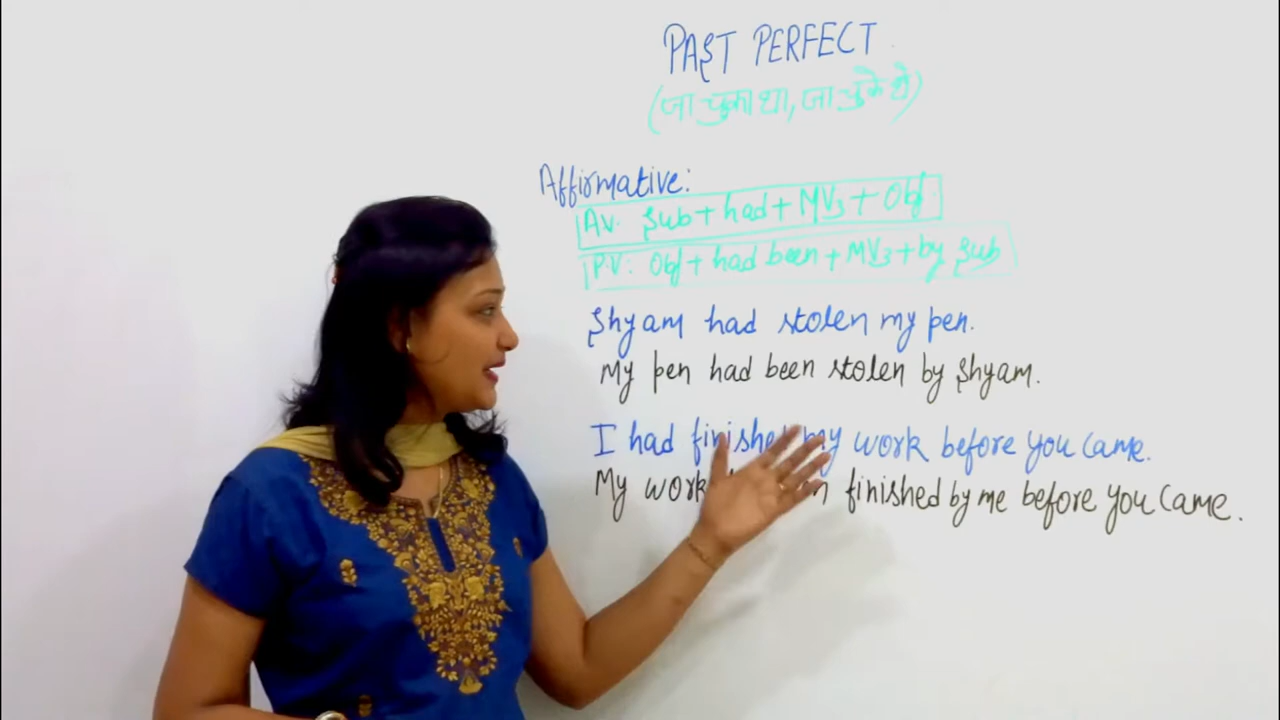 PAST PERFECT
(जा चुका था, जा चुके थे)
Affirmative:
A.V. Sub + had + MV3 + Obj.
P.V: Obj + had been + MV3 + by Sub
Shyam had stolen my pen.
My pen had been stolen by Shyam.
I had finished my work before you came.
My work finished by me before you came.